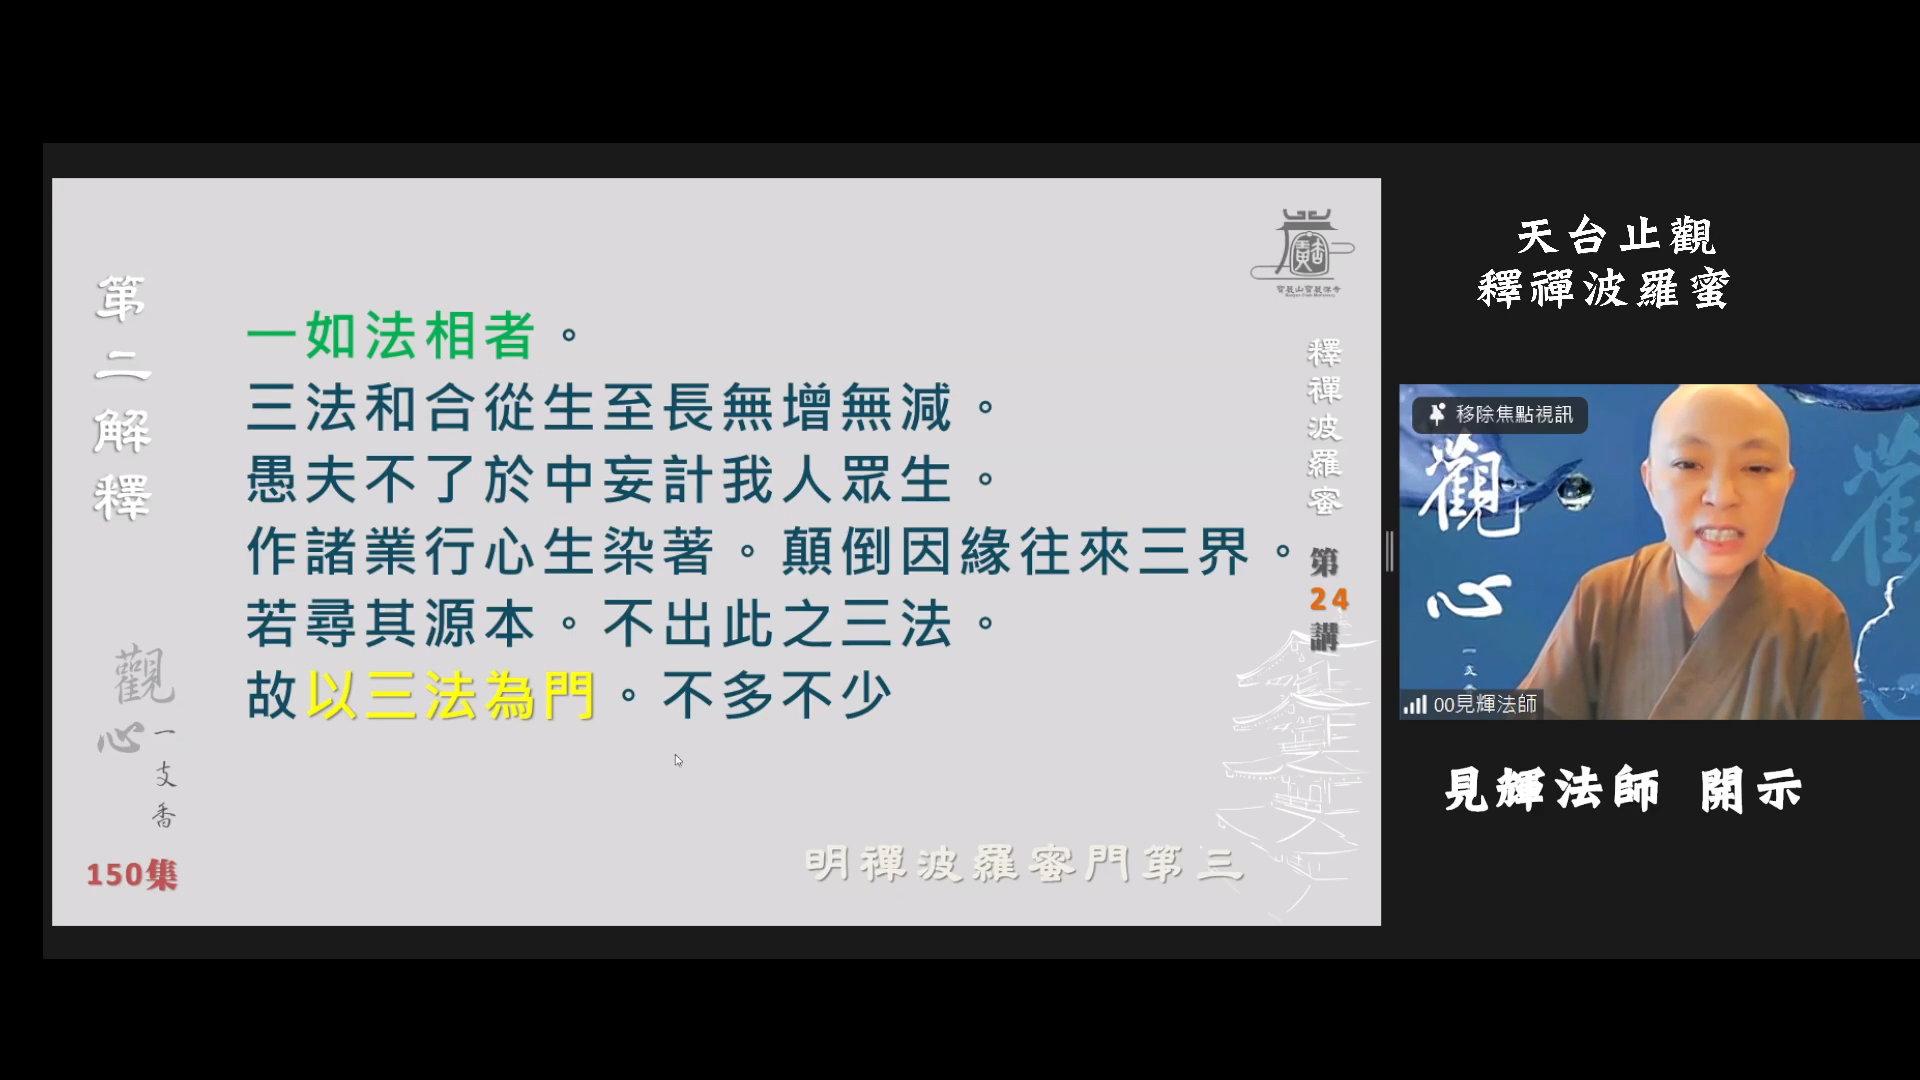 第二解釋
觀心
一支香
150集
一如法相者。
三法和合從生至長無增無減。
愚夫不了於中妄計我人眾生。
作諸業行心生染著。顛倒因緣往來三界。
若尋其源本。不出此之三法。
故以三法為門。不多不少
釋禪波羅蜜 第24講
明禪波羅蜜門第三
天台止觀
釋禪波羅蜜
移除焦點視訊
觀心
一支
00見輝法師
見輝法師 開示